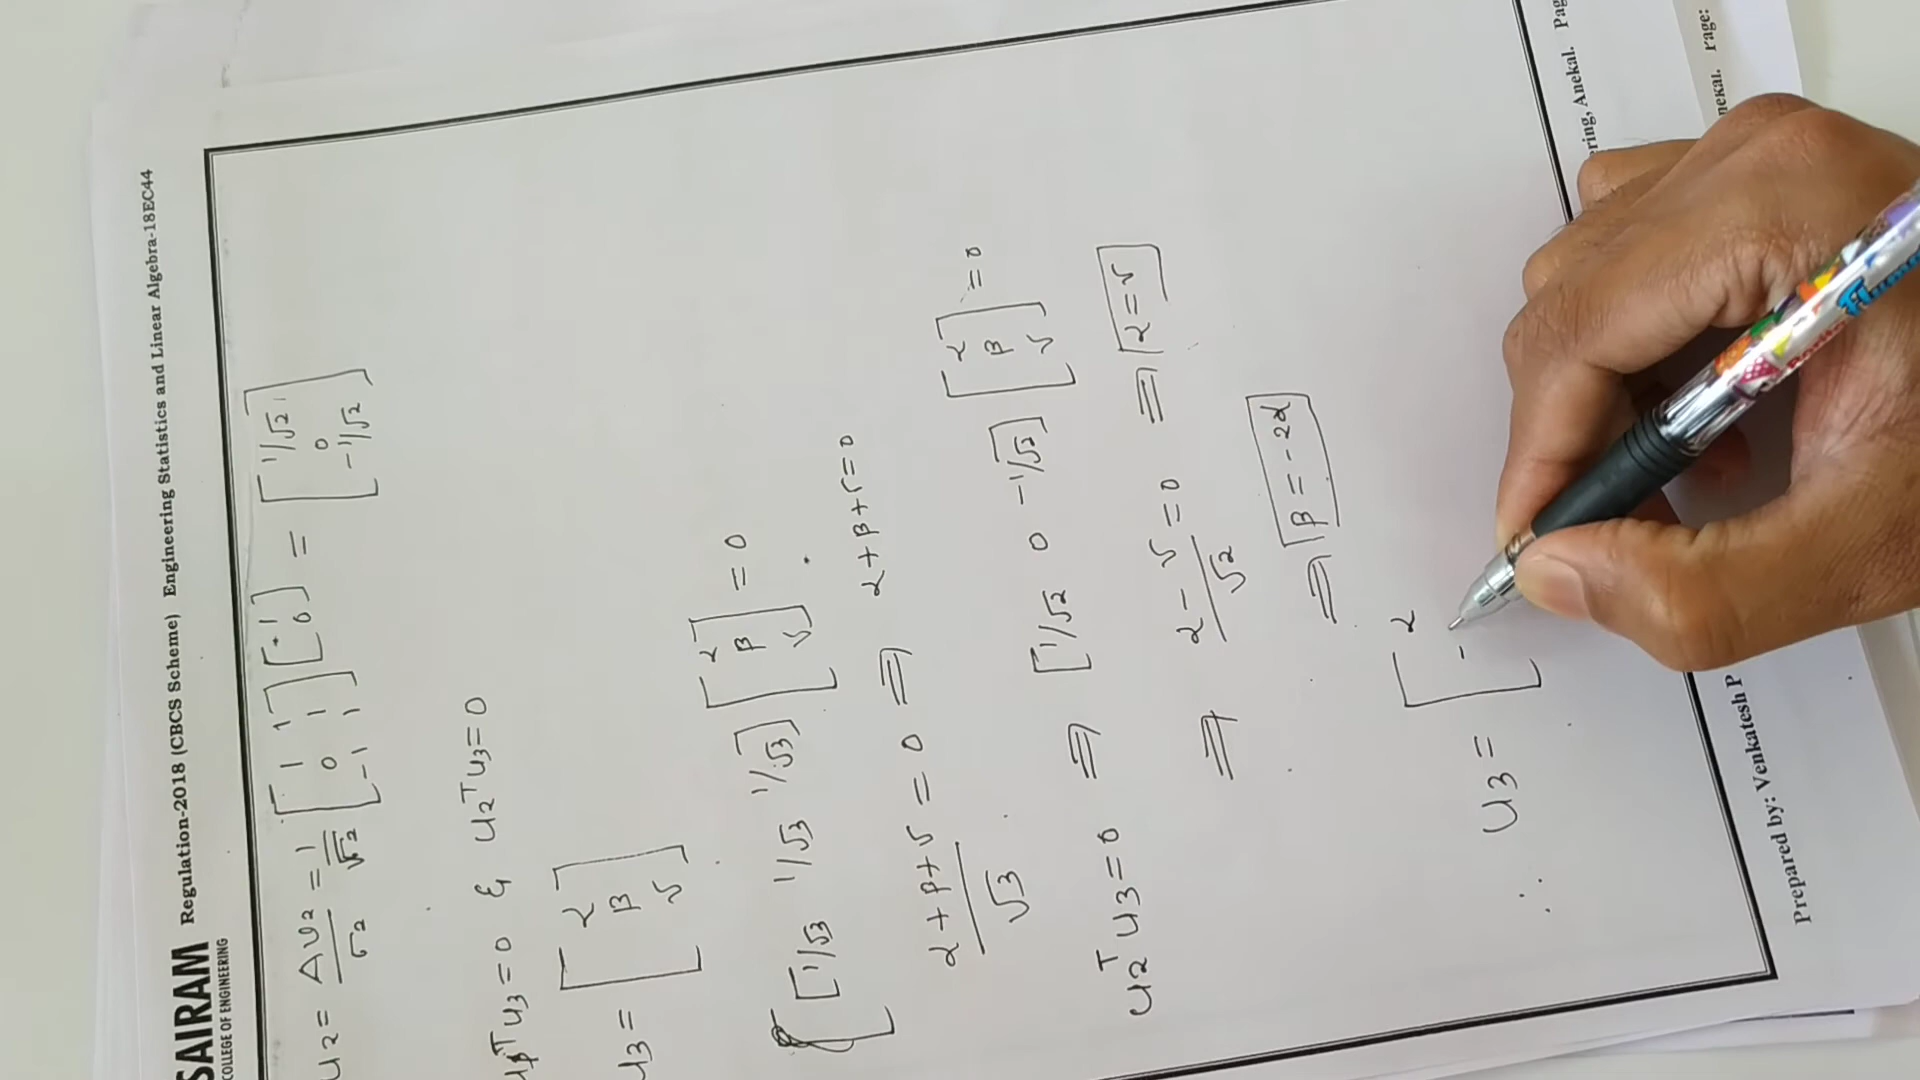 SAIRAM Regulation-2018 (CBCS Scheme) Engineering Statistics and Linear Algebra-18EC44
COLLEGE OF ENGINEERING
u₂ = Av₂/σ₂ = 1/√2 [1 1; 0 1; -1 1] [1; 0] = [1/√2; 0; -1/√2]
u₁ᵀu₃ = 0 & u₂ᵀu₃ = 0
u₃ = [α; β; γ]
[1/√3 1/√3 1/√3] [α; β; γ] = 0
(α+β+γ)/√3 = 0 ⇒ α+β+γ=0
u₂ᵀu₃ = 0 ⇒ [1/√2 0 -1/√2] [α; β; γ] = 0
⇒ (α-γ)/√2 = 0 ⇒ α=γ
⇒ β=-2α
∴ u₃ = [α; -
Prepared by: Venkatesh P
ering, Anekal. Pag
nekal. Page: